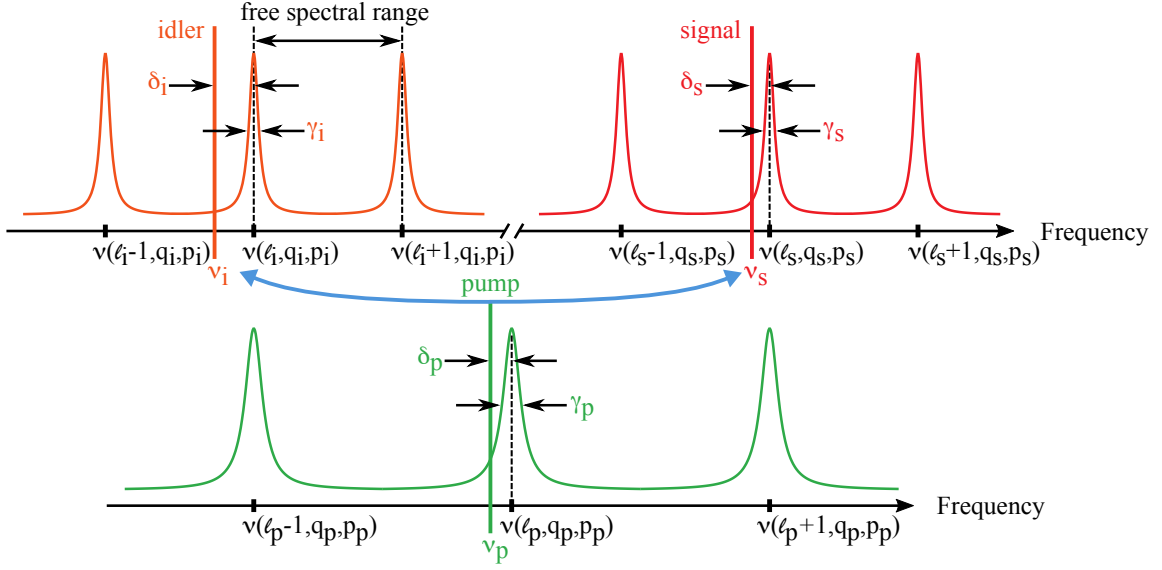 free spectral range
idler
signal
δi
δs
γi
γs
Frequency
ν(ℓi-1,qi,pi)
ν(ℓi,qi,pi)
ν(ℓi+1,qi,pi)
ν(ℓs-1,qs,ps)
ν(ℓs,qs,ps)
ν(ℓs+1,qs,ps)
νi
νs
pump
δp
γp
Frequency
ν(ℓp-1,qp,pp)
ν(ℓp,qp,pp)
ν(ℓp+1,qp,pp)
νp